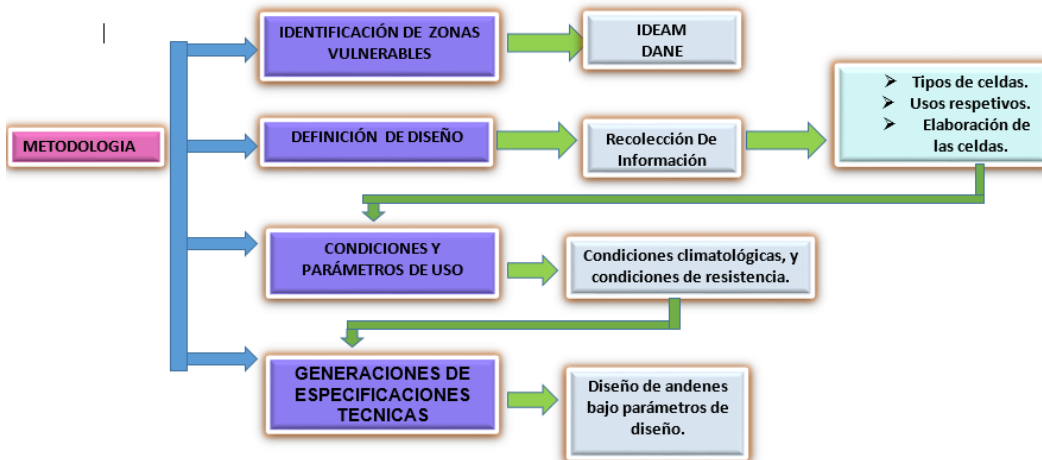 IDENTIFICACIÓN DE ZONAS
VULNERABLES
IDEAM
DANE
Tipos de celdas.
Usos respetivos.
Elaboración de
las celdas.
METODOLOGIA
DEFINICIÓN DE DISEÑO
Recolección De
Información
CONDICIONES Y
PARÁMETROS DE USO
Condiciones climatológicas, y
condiciones de resistencia.
GENERACIONES DE
ESPECIFICACIONES
TECNICAS
Diseño de andenes
bajo parámetros de
diseño.